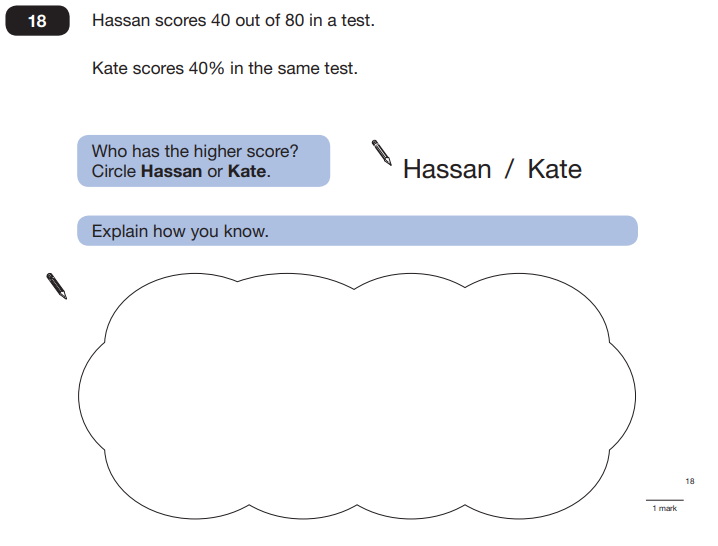 18
Hassan scores 40 out of 80 in a test.
Kate scores 40% in the same test.
Who has the higher score?
Circle Hassan or Kate.
Hassan / Kate
Explain how you know.
18
1 mark